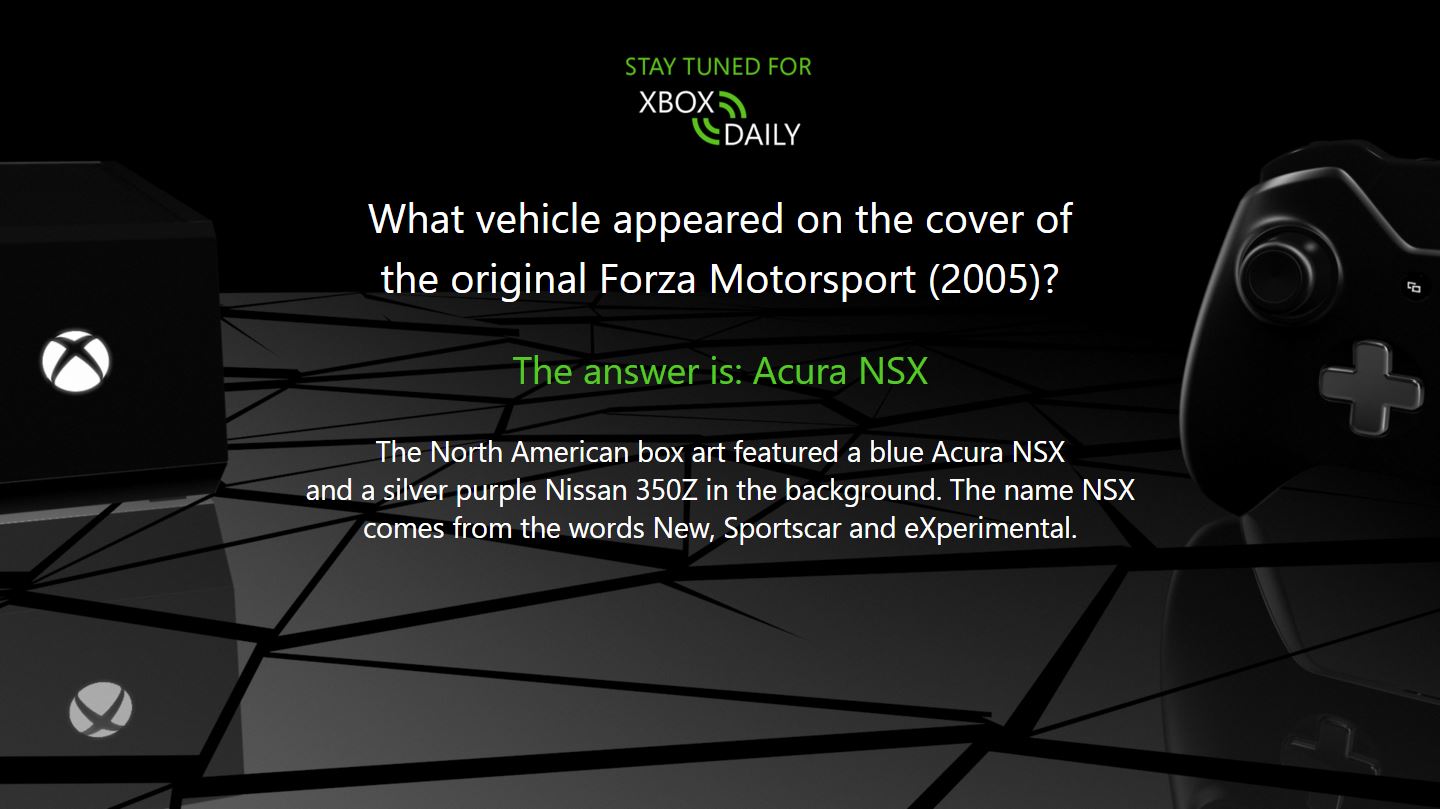 STAY TUNED FOR
XBOX
DAILY
What vehicle appeared on the cover of
the original Forza Motorsport (2005)?
The answer is: Acura NSX
The North American box art featured a blue Acura NSX
and a silver purple Nissan 350Z in the background. The name NSX
comes from the words New, Sportscar and eXperimental.